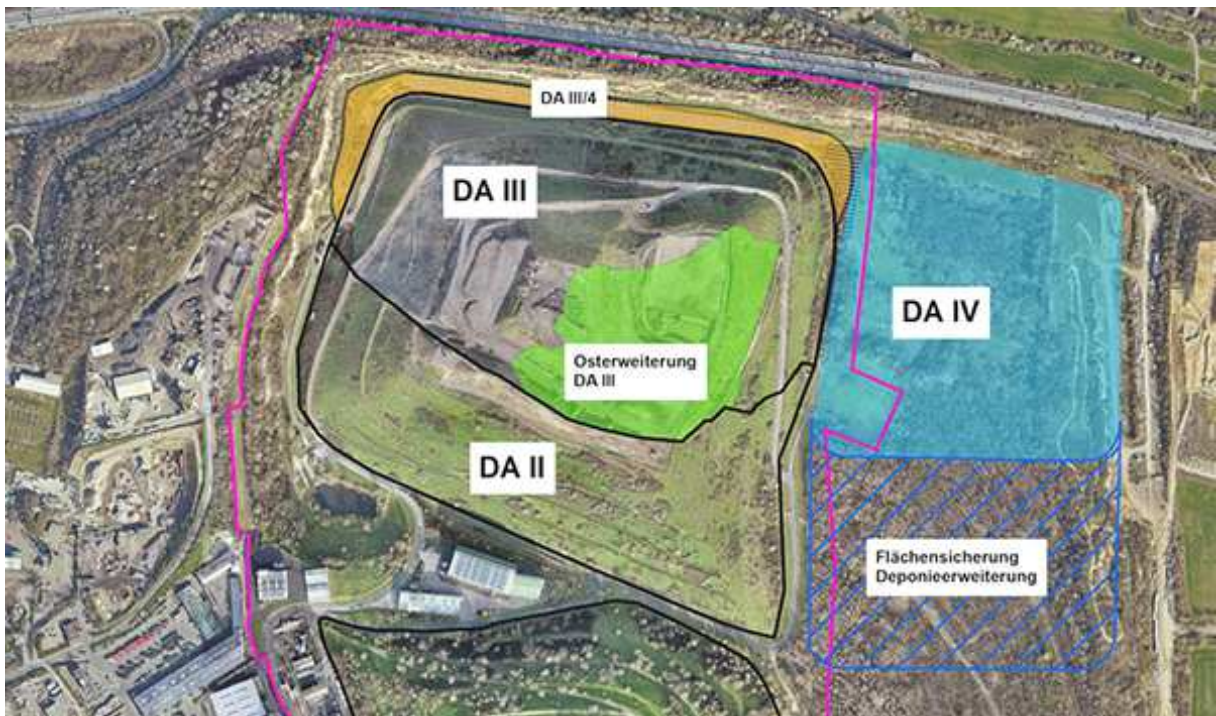 DA III/4
DA III
DA IV
Osterweiterung
DA III
DA II
Flächensicherung
Deponieerweiterung